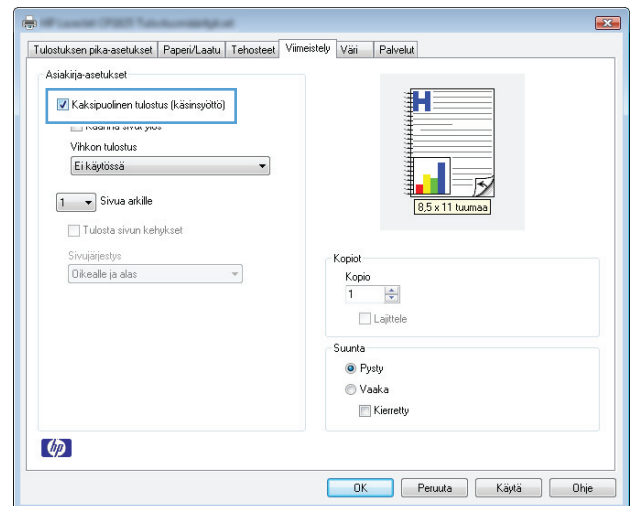 Tulostuksen pika-asetukset Paperi/Laatu Tehosteet Viimeistely Väri Palvelut
Asiakirja-asetukset
Kaksipuolinen tulostus (käsinsyöttö)
Vihkon tulostus
Ei käytössä
1 Sivua arkille
Tulosta sivun kehykset
Sivujärjestys
Oikealle ja alas
H
8,5 x 11 tuumaa
Kopiot
Kopio
1
Lajittele
Suunta
Pysty
Vaaka
Kierretty
hp
OK Peruuta Käytä Ohje